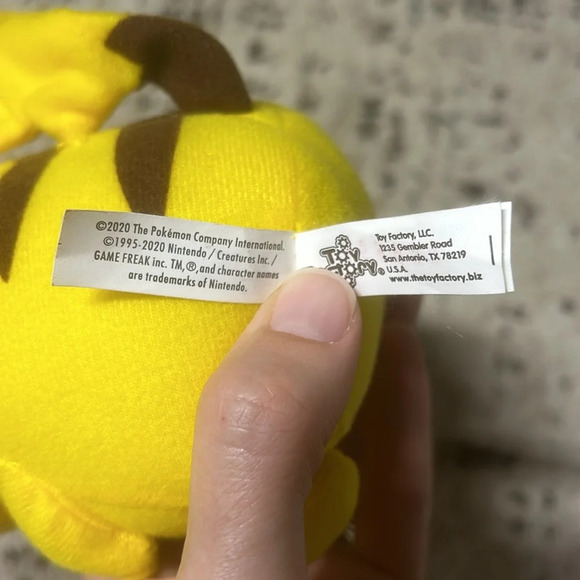 ©2020 The Pokémon Company International.
©1995-2020 Nintendo / Creatures Inc. /
GAME FREAK inc. TM, ®, and character names
are trademarks of Nintendo.
TOY
FACTORY®
Toy Factory, LLC.
1235 Gembler Road
San Antonio, TX 78219
U.S.A.
www.thetoyfactory.biz